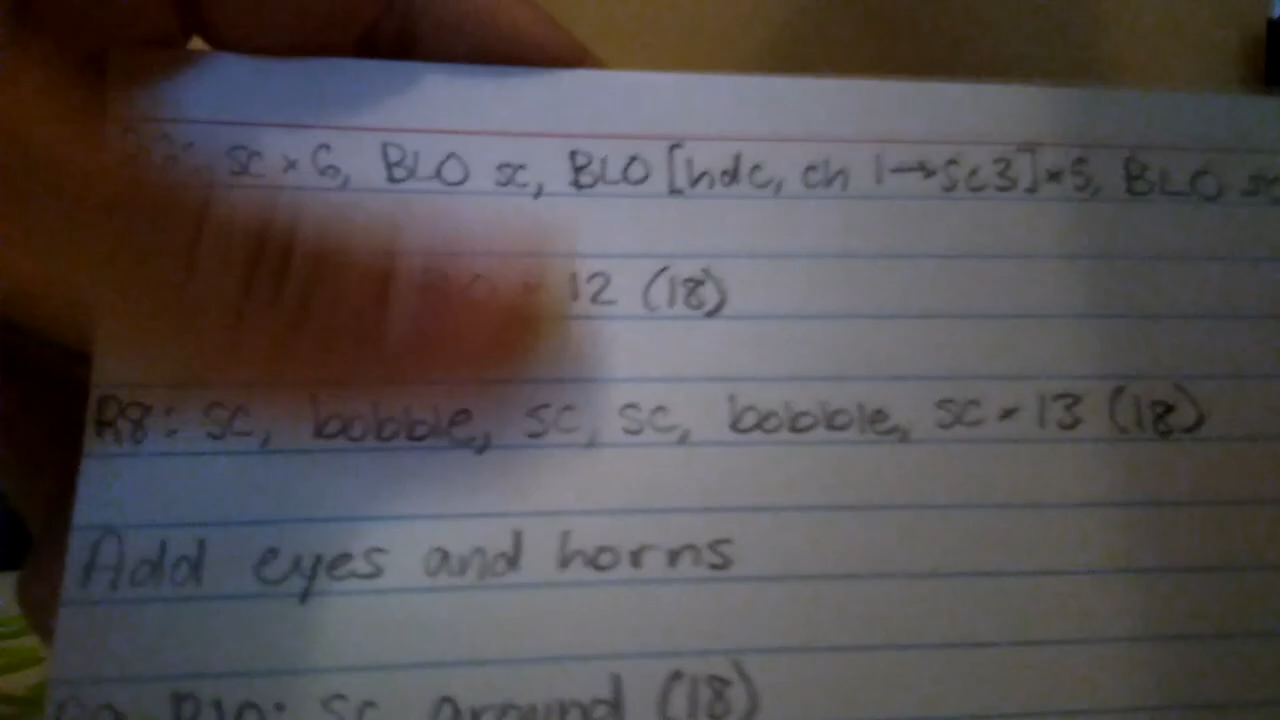 sc × 6, BLO sc, BLO [hdc, ch 1→sc3]×5, BLO
12 (18)
R8: sc, bobble, sc, sc, bobble, sc × 13 (18)
Add eyes and horns
R10: sc around (18)